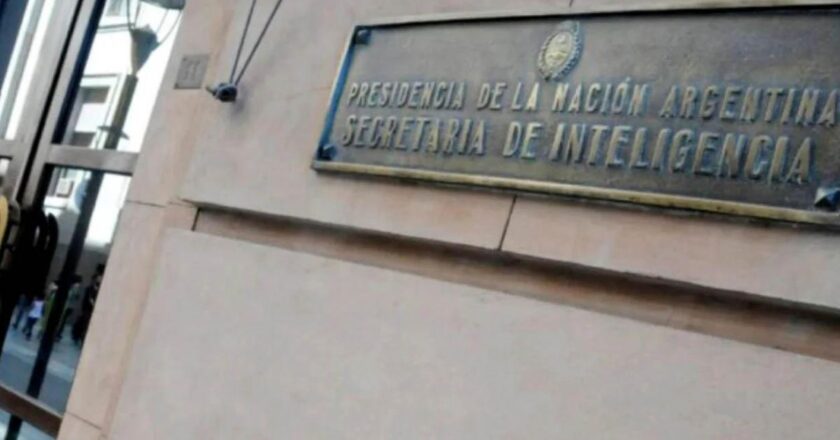 PRESIDENCIA DE LA NACIÓN ARGENTINA
SECRETARIA DE INTELIGENCIA